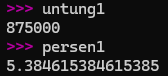 >>> untung1
875000
>>> persen1
5.384615384615385